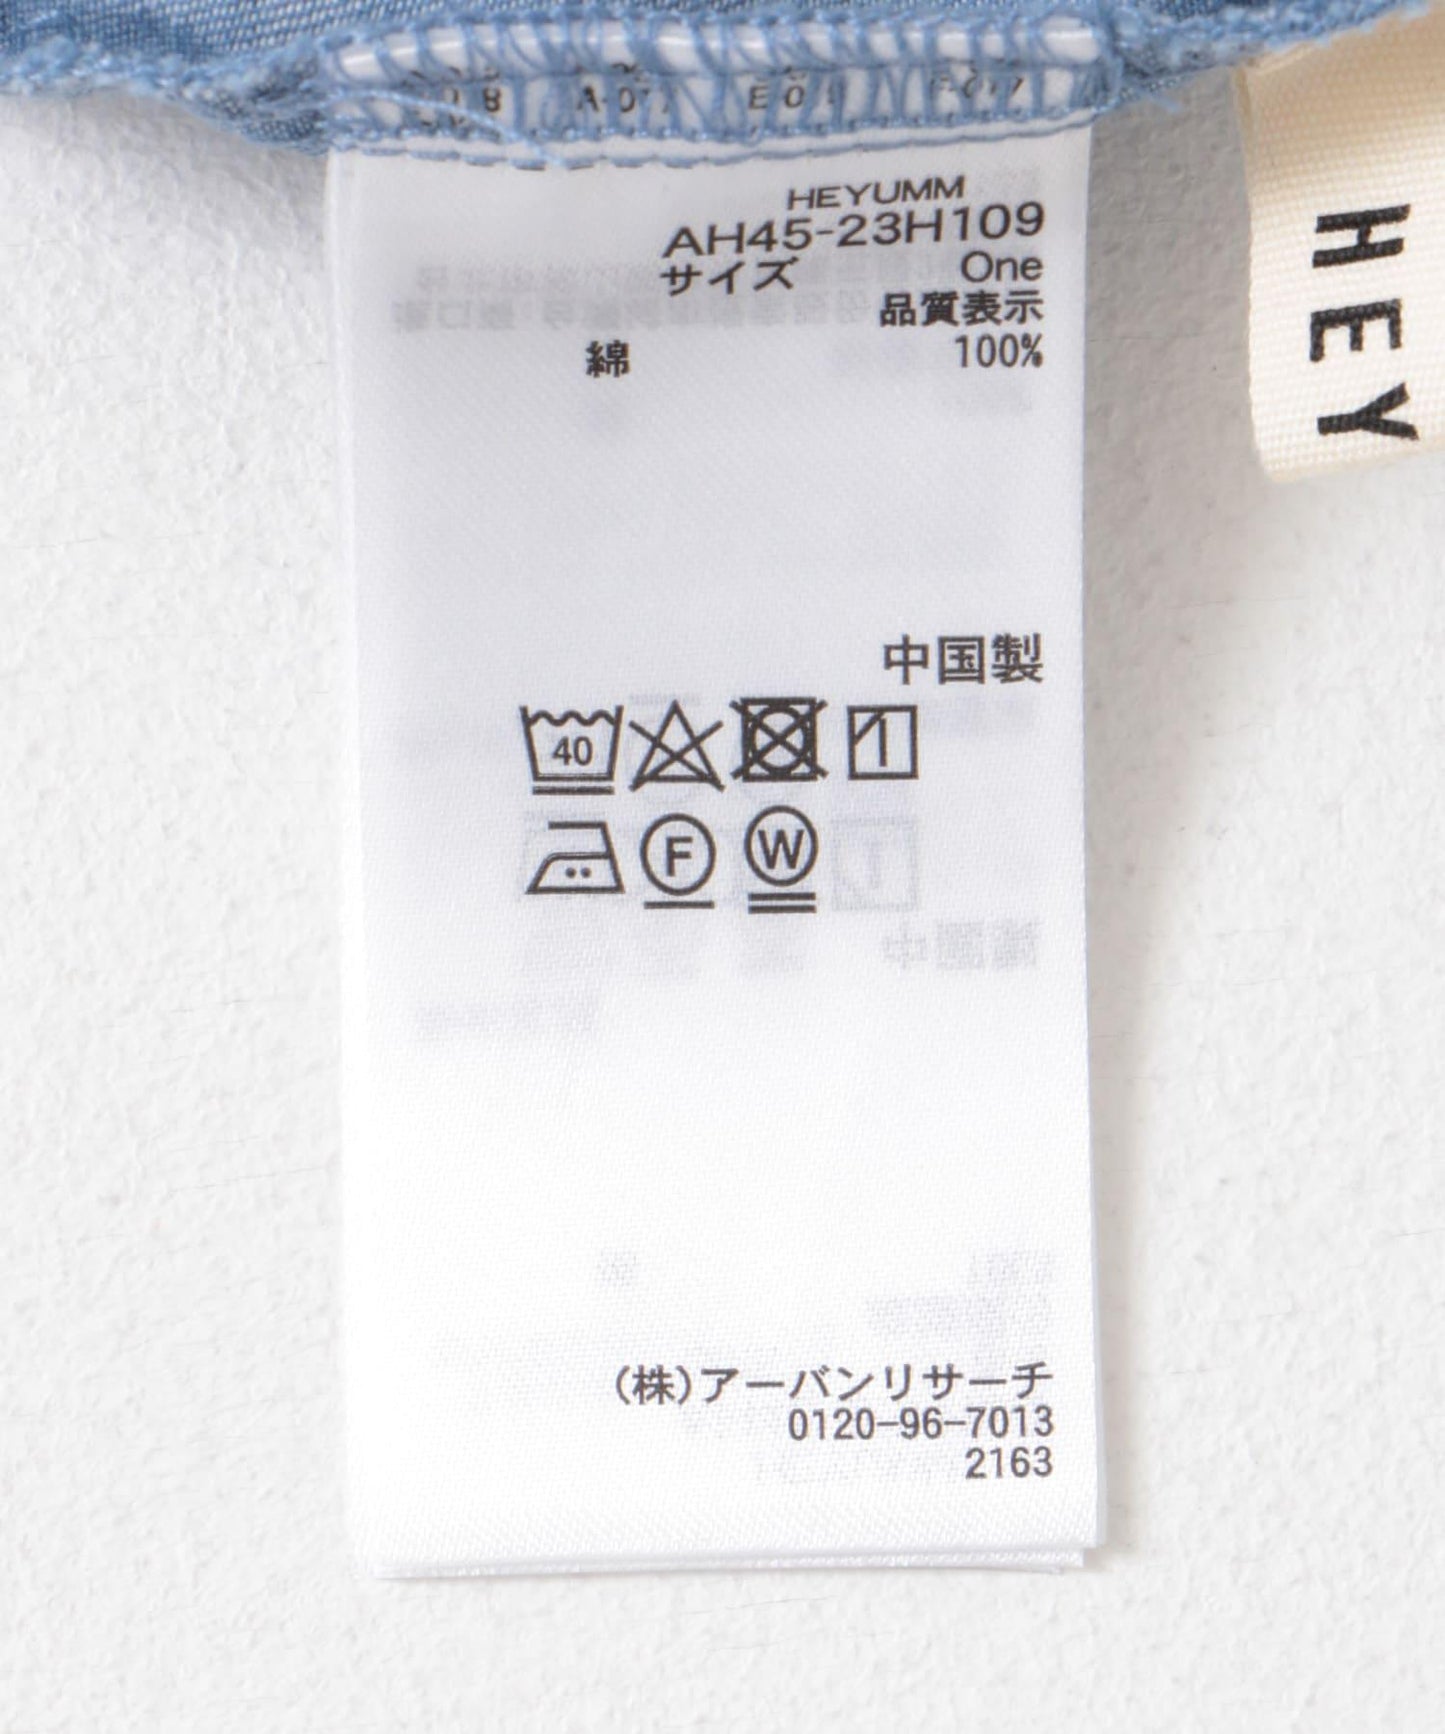 HEYUMM
AH45-23H109
サイズ One
品質表示
綿 100%
中国製
40
F W
(株)アーバンリサーチ
0120-96-7013
2163
HEY